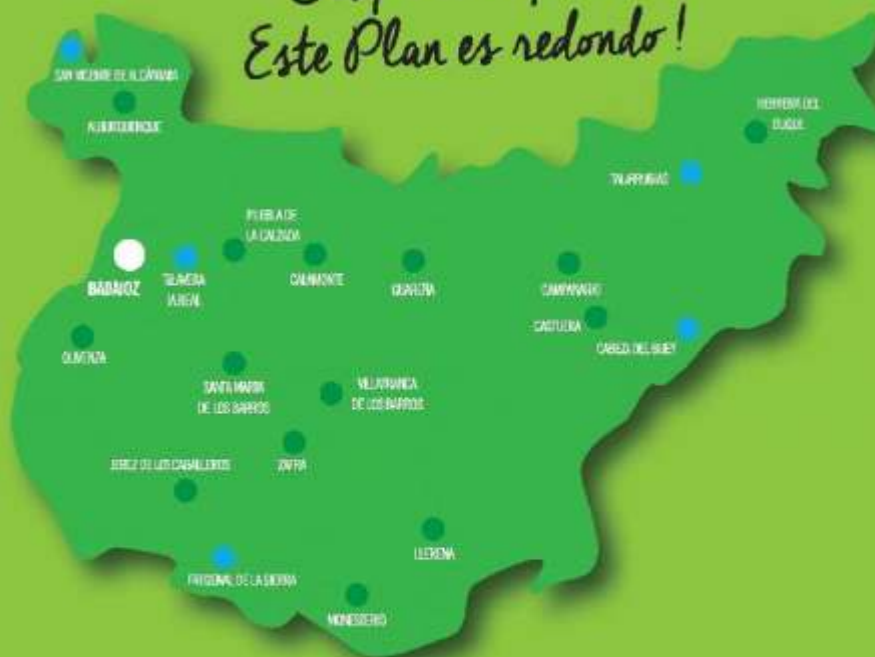 Este Plan es redondo!
SAN VICENTE DE ALCÁNTARA
ALBURQUERQUE
HERRERA DEL
DUQUE
TALARRUBIAS
PUEBLA DE
LA CALZADA
BADAJOZ
TALAVERA
LA REAL
CALAMONTE
GUAREÑA
CAMPANARIO
CASTUERA
CABEZA DEL BUEY
OLIVENZA
SANTA MARTA
DE LOS BARROS
VILLAFRANCA
DE LOS BARROS
JEREZ DE LOS CABALLEROS
ZAFRA
LLERENA
FREGENAL DE LA SIERRA
MONESTERIO